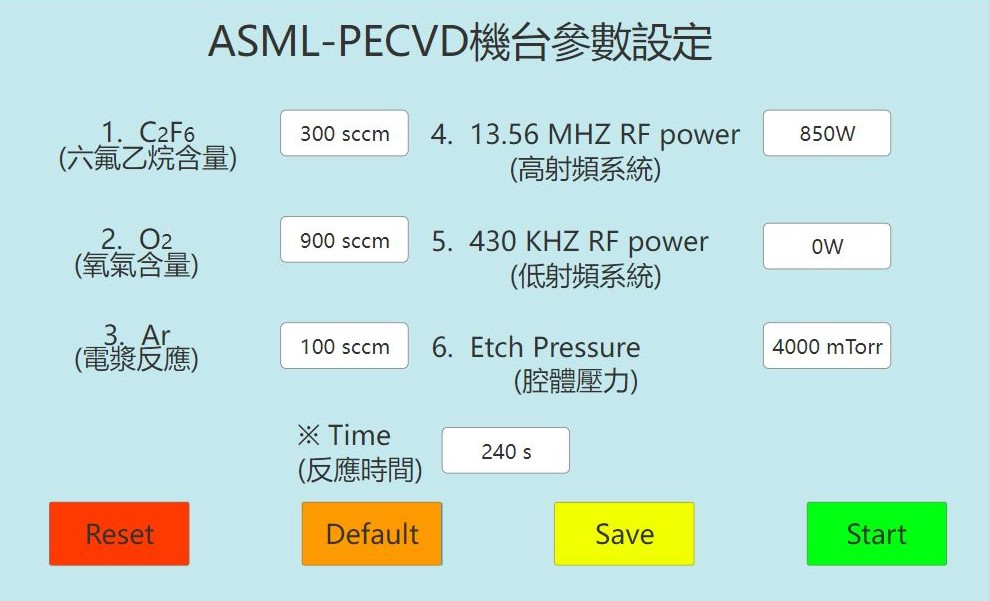 ASML-PECVD機台參數設定
1. C2F6
(六氟乙烷含量)
300 sccm
4. 13.56 MHZ RF power
(高射頻系統)
850W
2. O2
(氧氣含量)
900 sccm
5. 430 KHZ RF power
(低射頻系統)
0W
3. Ar
(電漿反應)
100 sccm
6. Etch Pressure
(腔體壓力)
4000 mTorr
※ Time
(反應時間)
240 s
Reset
Default
Save
Start